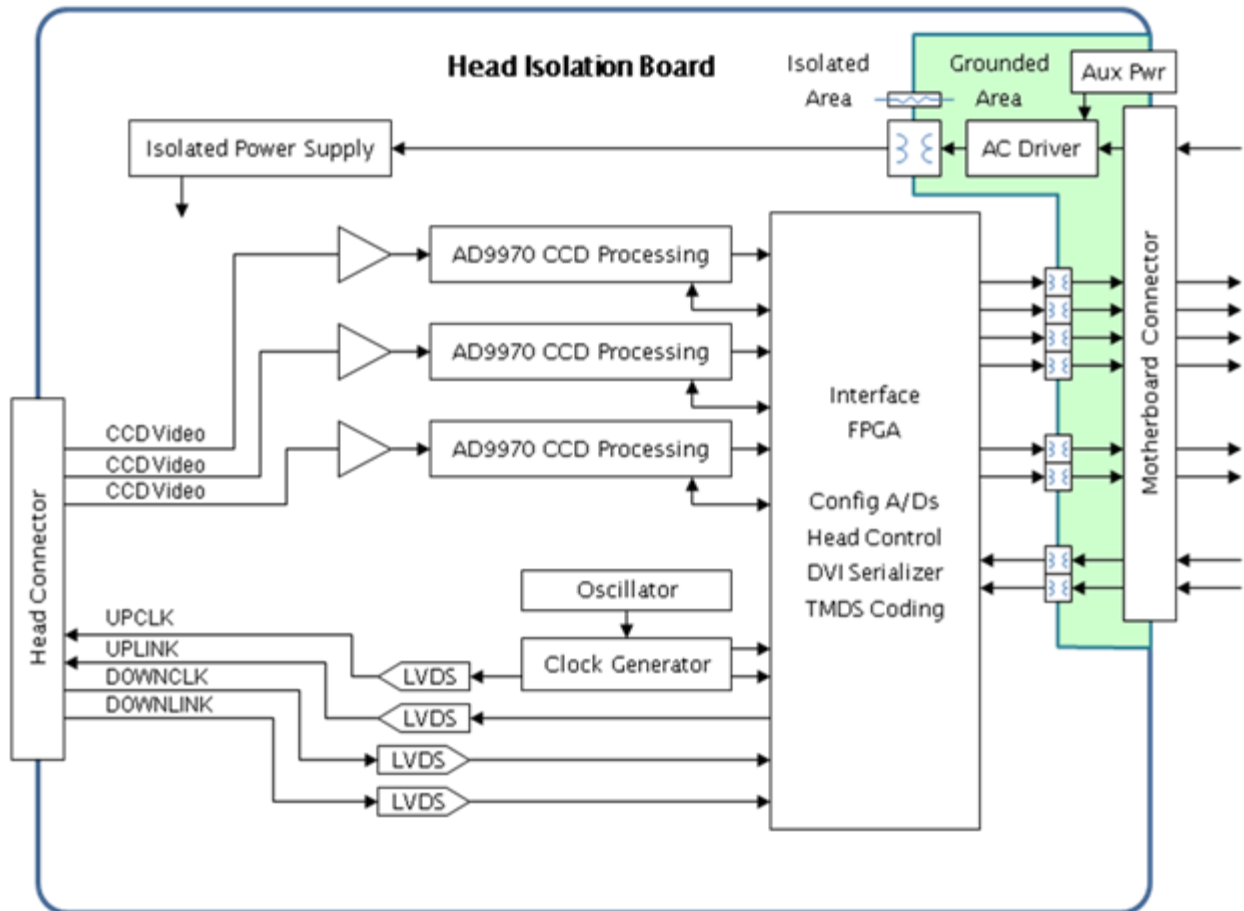 Head Isolation Board
Isolated
Area
Grounded
Area
Aux Pwr
Isolated Power Supply
AC Driver
Motherboard Connector
AD9970 CCD Processing
AD9970 CCD Processing
AD9970 CCD Processing
Interface
FPGA
Config A/Ds
Head Control
DVI Serializer
TMDS Coding
Head Connector
CCD Video
CCD Video
CCD Video
Oscillator
Clock Generator
UPCLK
UPLINK
DOWNCLK
DOWNLINK
LVDS
LVDS
LVDS
LVDS